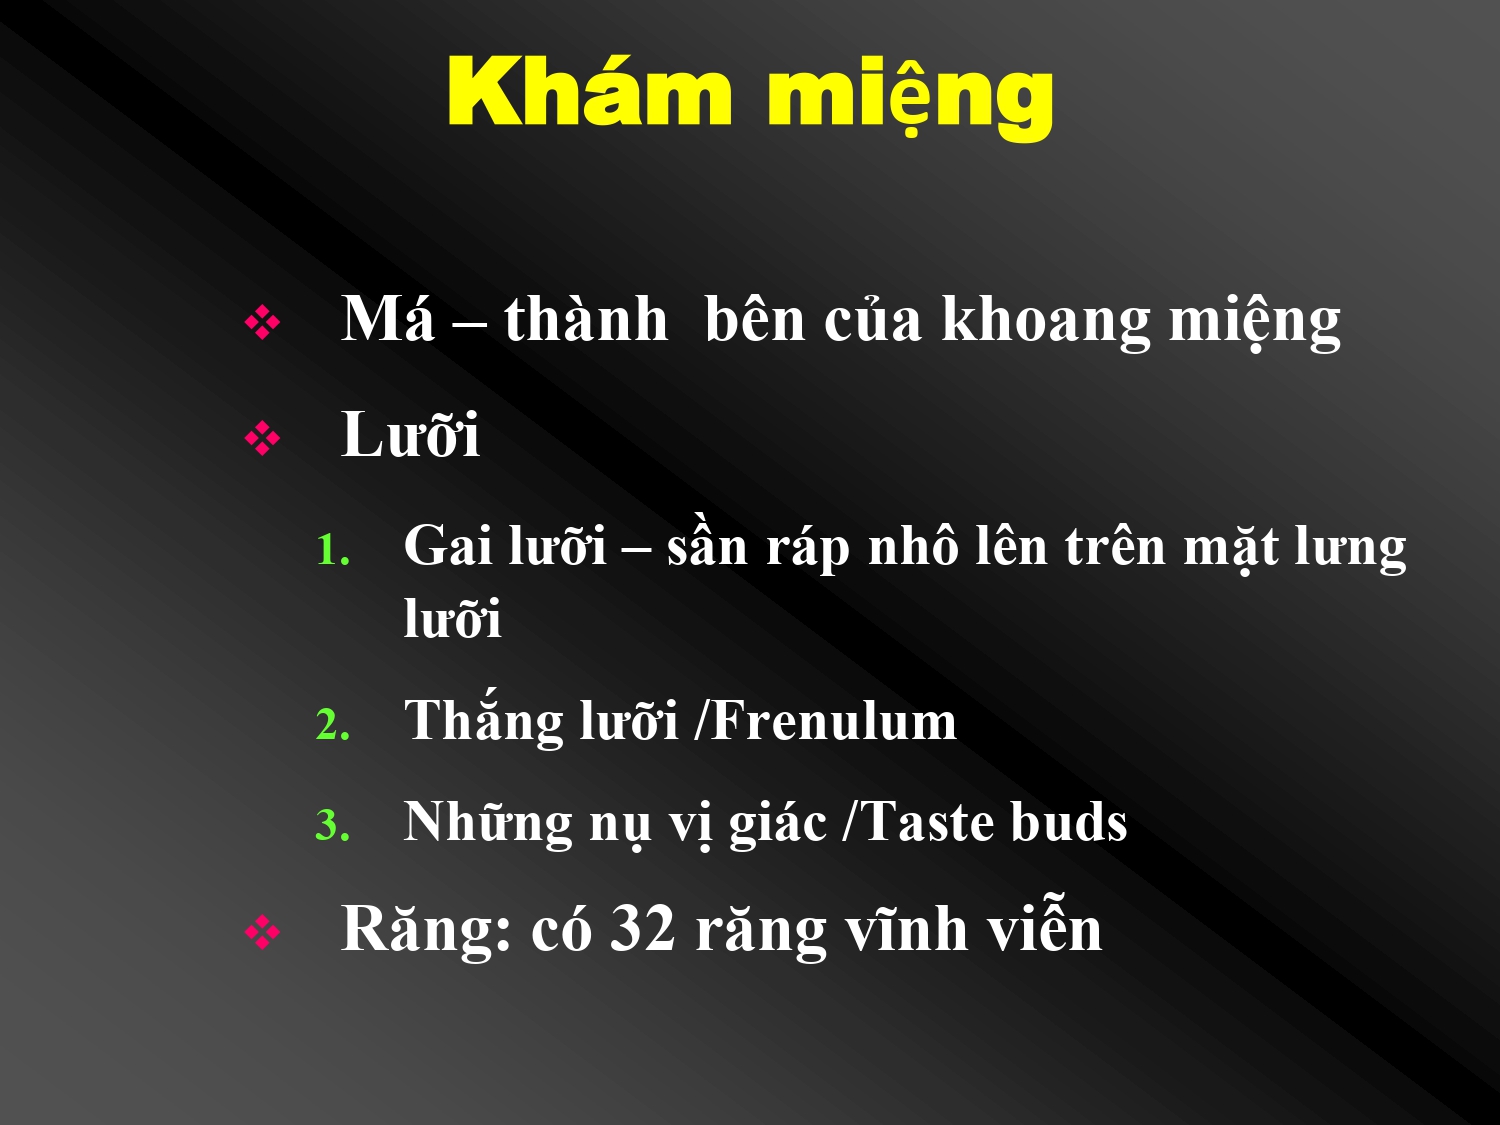 Khám miệng
❖ Má – thành bên của khoang miệng
❖ Lưỡi
1. Gai lưỡi – sần ráp nhô lên trên mặt lưng
lưỡi
2. Thắng lưỡi /Frenulum
3. Những nụ vị giác /Taste buds
❖ Răng: có 32 răng vĩnh viễn